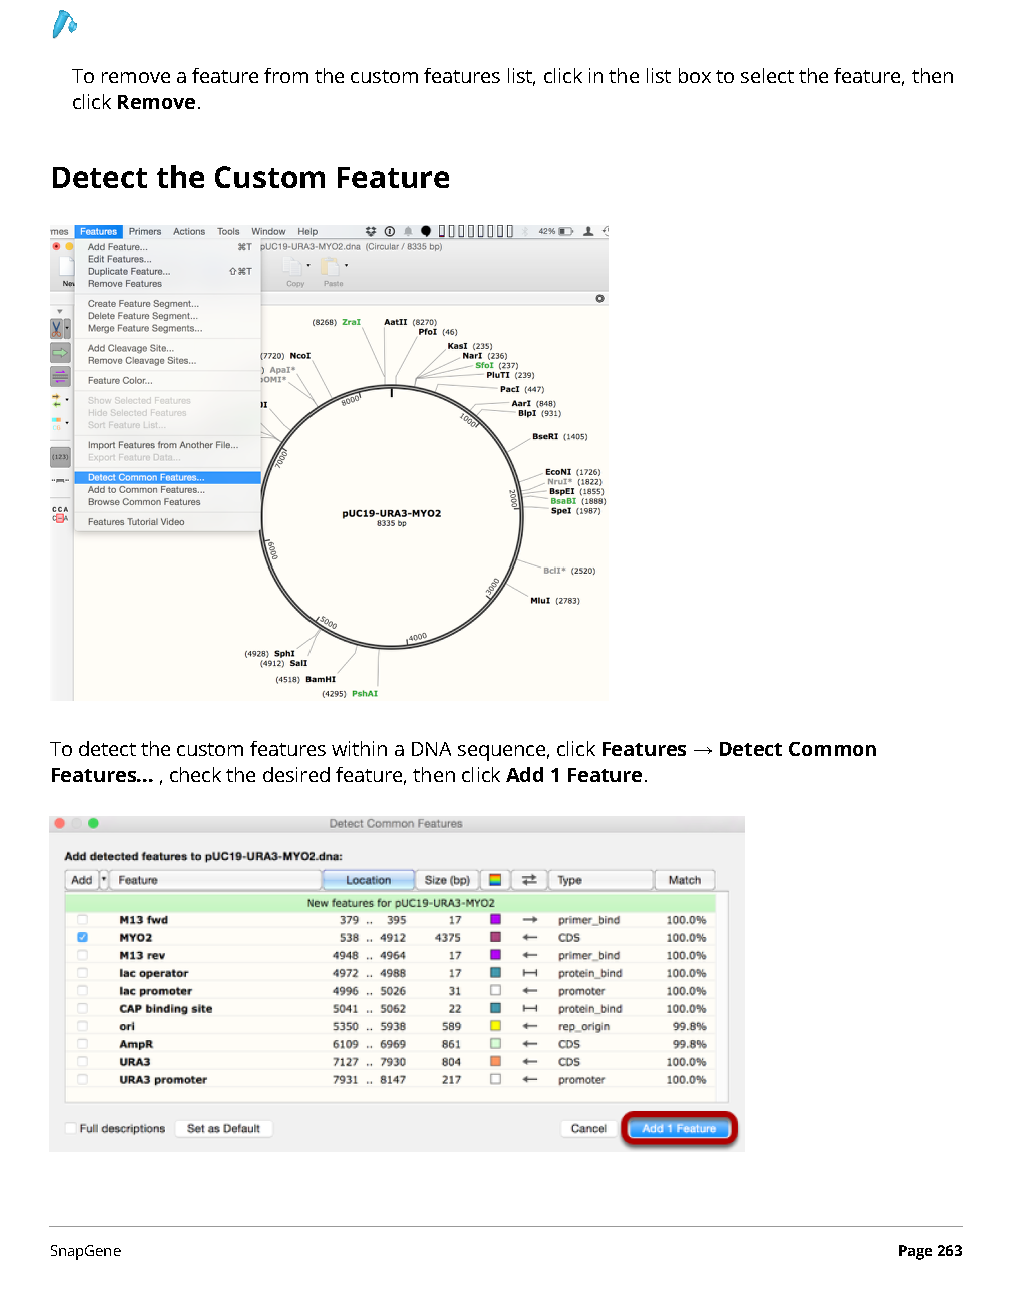 To remove a feature from the custom features list, click in the list box to select the feature, then
click Remove.
Detect the Custom Feature
mes Features Primers Actions Tools Window Help 42%
Add Feature... ⌘T pUC19-URA3-MYO2.dna (Circular / 8335 bp)
Edit Features...
Duplicate Feature... ⇧⌘T
Remove Features
New Copy Paste
Create Feature Segment...
Delete Feature Segment...
Merge Feature Segments...
Add Cleavage Site...
Remove Cleavage Sites...
Feature Color...
Show Selected Features
Hide Selected Features
Sort Feature List...
Import Features from Another File...
Export Feature Data...
Detect Common Features...
Add to Common Features...
Browse Common Features
Features Tutorial Video
(123)
CCA
(8268) ZraI
AatII (8270)
PfoI (46)
KasI (235)
NarI (236)
SfoI (237)
PluTI (239)
PacI (447)
AarI (848)
BlpI (931)
BseRI (1405)
EcoNI (1726)
NruI* (1822)
BspEI (1855)
BsaBI (1888)
SpeI (1987)
BclI* (2520)
MluI (2783)
(7720) NcoI
) ApaI*
pOMI*
DI
8000
1000
2000
3000
4000
5000
6000
7000
pUC19-URA3-MYO2
8335 bp
(4928) SphI
(4912) SalI
(4518) BamHI
(4295) PshAI
To detect the custom features within a DNA sequence, click Features → Detect Common
Features... , check the desired feature, then click Add 1 Feature.
Detect Common Features
Add detected features to pUC19-URA3-MYO2.dna:
Add Feature Location Size (bp) ⇄ Type Match
New features for pUC19-URA3-MYO2
M13 fwd 379 .. 395 17 → primer_bind 100.0%
MYO2 538 .. 4912 4375 ← CDS 100.0%
M13 rev 4948 .. 4964 17 ← primer_bind 100.0%
lac operator 4972 .. 4988 17 protein_bind 100.0%
lac promoter 4996 .. 5026 31 ← promoter 100.0%
CAP binding site 5041 .. 5062 22 protein_bind 100.0%
ori 5350 .. 5938 589 ← rep_origin 99.8%
AmpR 6109 .. 6969 861 ← CDS 99.8%
URA3 7127 .. 7930 804 ← CDS 100.0%
URA3 promoter 7931 .. 8147 217 ← promoter 100.0%
Full descriptions Set as Default Cancel Add 1 Feature
SnapGene Page 263